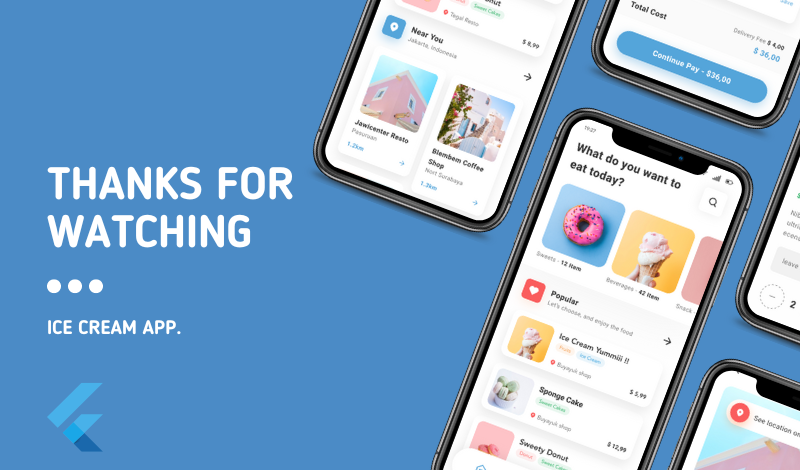 THANKS FOR
WATCHING
ICE CREAM APP.
Sweet Cakes
Tegal Resto
$ 8,99
Near You
Jakarta, Indonesia
Jawicenter Resto
Pasuruan
1.2km
Blembem Coffee
Shop
Nort Surabaya
1.3km
Total Cost
Delivery Fee $ 4,00
$ 36,00
Continue Pay - $36,00
19:27
What do you want to
eat today?
Sweets · 12 Item
Beverages · 42 Item
Snack
Popular
Let's choose, and enjoy the food
Ice Cream Yummiii !!
Ice Cream
Buyayuk shop
$ 5,99
Sponge Cake
Sweet Cakes
Buyayuk shop
$ 12,99
Sweety Donut
Donut
Sweet Cakes
leave
2
See location on